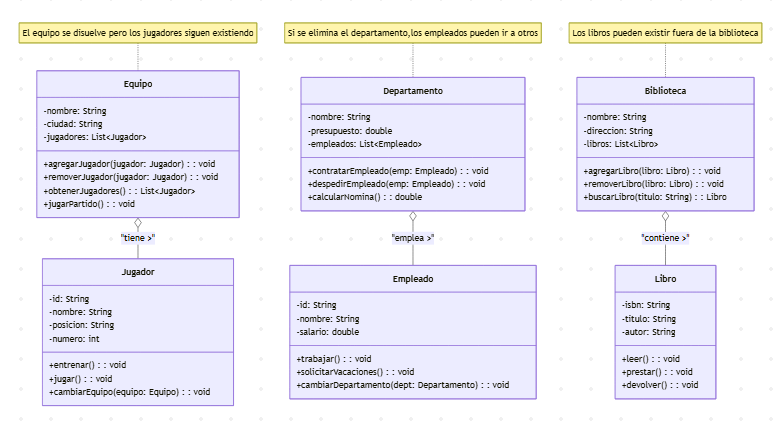 El equipo se disuelve pero los jugadores siguen existiendo
Equipo
-nombre: String
-ciudad: String
-jugadores: List<Jugador>
+agregarJugador(jugador: Jugador) : : void
+removerJugador(jugador: Jugador) : : void
+obtenerJugadores() : : List<Jugador>
+jugarPartido() : : void
"tiene >"
Jugador
-id: String
-nombre: String
-posicion: String
-numero: int
+entrenar() : : void
+jugar() : : void
+cambiarEquipo(equipo: Equipo) : : void
Si se elimina el departamento,los empleados pueden ir a otros
Departamento
-nombre: String
-presupuesto: double
-empleados: List<Empleado>
+contratarEmpleado(emp: Empleado) : : void
+despedirEmpleado(emp: Empleado) : : void
+calcularNomina() : : double
"emplea >"
Empleado
-id: String
-nombre: String
-salario: double
+trabajar() : : void
+solicitarVacaciones() : : void
+cambiarDepartamento(dept: Departamento) : : void
Los libros pueden existir fuera de la biblioteca
Biblioteca
-nombre: String
-direccion: String
-libros: List<Libro>
+agregarLibro(libro: Libro) : : void
+removerLibro(libro: Libro) : : void
+buscarLibro(titulo: String) : : Libro
"contiene >"
Libro
-isbn: String
-titulo: String
-autor: String
+leer() : : void
+prestar() : : void
+devolver() : : void